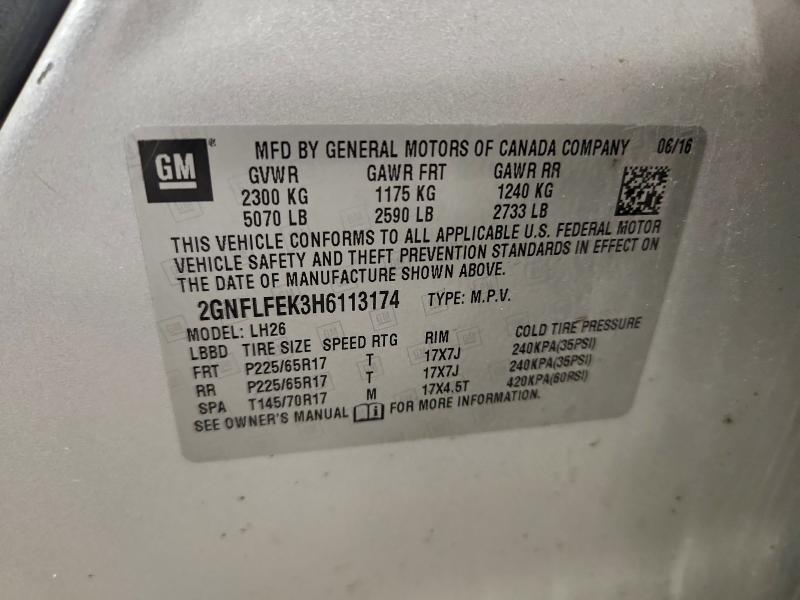 GM® MFD BY GENERAL MOTORS OF CANADA COMPANY 06/16
GVWR GAWR FRT GAWR RR
2300 KG 1175 KG 1240 KG
5070 LB 2590 LB 2733 LB
THIS VEHICLE CONFORMS TO ALL APPLICABLE U.S. FEDERAL MOTOR
VEHICLE SAFETY AND THEFT PREVENTION STANDARDS IN EFFECT ON
THE DATE OF MANUFACTURE SHOWN ABOVE.
2GNFLFEK3H6113174 TYPE: M.P.V.
MODEL: LH26
LBBD TIRE SIZE SPEED RTG RIM COLD TIRE PRESSURE
FRT P225/65R17 T 17X7J 240KPA(35PSI)
RR P225/65R17 T 17X7J 240KPA(35PSI)
SPA T145/70R17 M 17X4.5T 420KPA(60PSI)
SEE OWNER'S MANUAL FOR MORE INFORMATION.